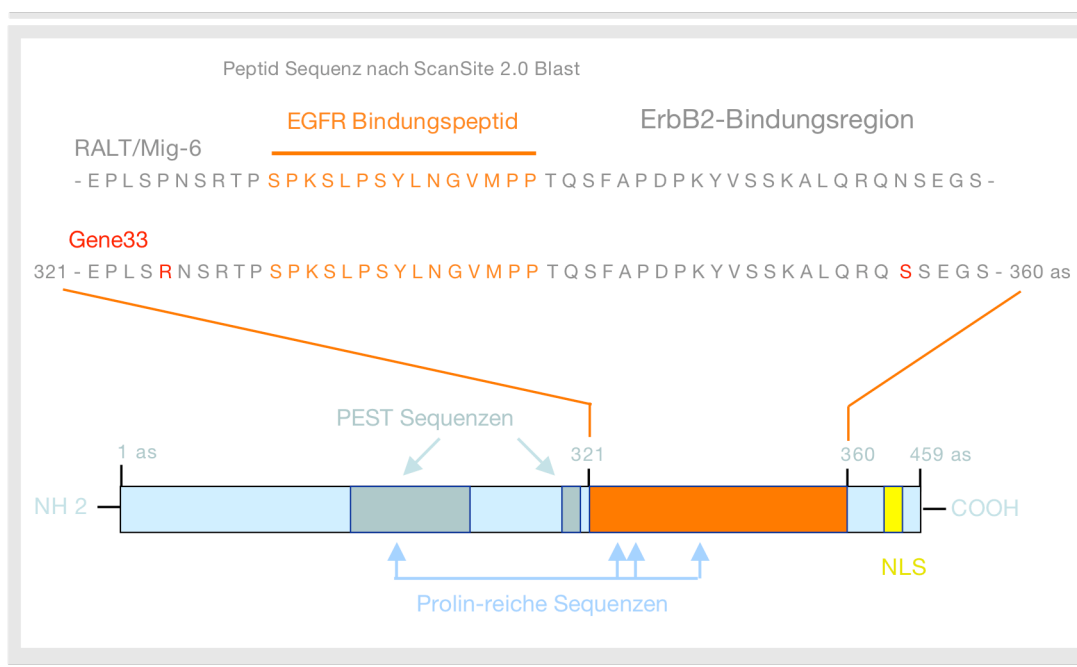 Peptid Sequenz nach ScanSite 2.0 Blast
EGFR Bindungspeptid
ErbB2-Bindungsregion
RALT/Mig-6
- E P L S P N S R T P S P K S L P S Y L N G V M P P T Q S F A P D P K Y V S S K A L Q R Q N S E G S -
Gene33
321 - E P L S R N S R T P S P K S L P S Y L N G V M P P T Q S F A P D P K Y V S S K A L Q R Q S S E G S - 360 as
PEST Sequenzen
1 as
321
360
459 as
NH 2
COOH
NLS
Prolin-reiche Sequenzen